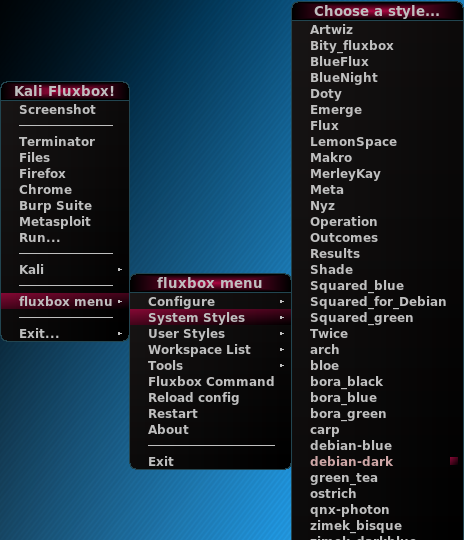 Kali Fluxbox!
Screenshot
Terminator
Files
Firefox
Chrome
Burp Suite
Metasploit
Run...
Kali
fluxbox menu
Exit...
fluxbox menu
Configure
System Styles
User Styles
Workspace List
Tools
Fluxbox Command
Reload config
Restart
About
Exit
Choose a style...
Artwiz
Bity_fluxbox
BlueFlux
BlueNight
Doty
Emerge
Flux
LemonSpace
Makro
MerleyKay
Meta
Nyz
Operation
Outcomes
Results
Shade
Squared_blue
Squared_for_Debian
Squared_green
Twice
arch
bloe
bora_black
bora_blue
bora_green
carp
debian-blue
debian-dark
green_tea
ostrich
qnx-photon
zimek_bisque
zimek_darkblue